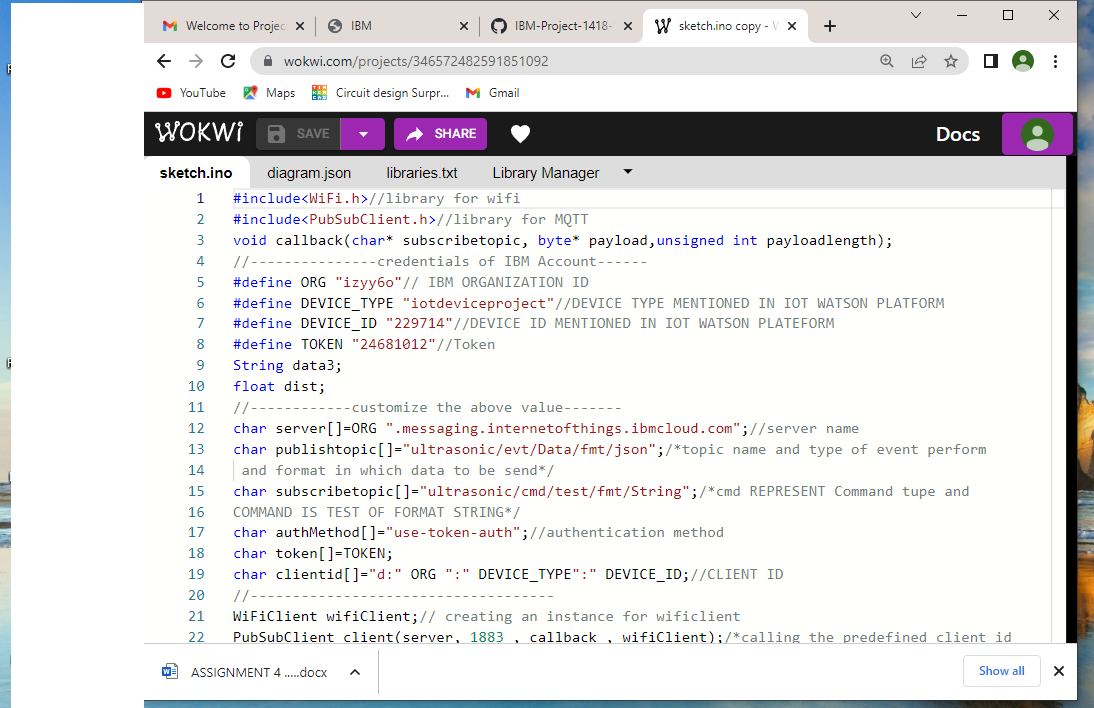 Welcome to Projec
IBM
IBM-Project-1418-
sketch.ino copy - W
wokwi.com/projects/346572482591851092
YouTube
Maps
Circuit design Surpr...
Gmail
WOKWI
SAVE
SHARE
Docs
sketch.ino
diagram.json
libraries.txt
Library Manager
1 #include<WiFi.h>//library for wifi
2 #include<PubSubClient.h>//library for MQTT
3 void callback(char* subscribetopic, byte* payload,unsigned int payloadlength);
4 //---------------credentials of IBM Account------
5 #define ORG "izyy6o"// IBM ORGANIZATION ID
6 #define DEVICE_TYPE "iotdeviceproject"//DEVICE TYPE MENTIONED IN IOT WATSON PLATFORM
7 #define DEVICE_ID "229714"//DEVICE ID MENTIONED IN IOT WATSON PLATEFORM
8 #define TOKEN "24681012"//Token
9 String data3;
10 float dist;
11 //------------customize the above value-------
12 char server[]=ORG ".messaging.internetofthings.ibmcloud.com";//server name
13 char publishtopic[]="ultrasonic/evt/Data/fmt/json";/*topic name and type of event perform
14 and format in which data to be send*/
15 char subscribetopic[]="ultrasonic/cmd/test/fmt/String";/*cmd REPRESENT Command tupe and
16 COMMAND IS TEST OF FORMAT STRING*/
17 char authMethod[]="use-token-auth";//authentication method
18 char token[]=TOKEN;
19 char clientid[]="d:" ORG ":" DEVICE_TYPE":" DEVICE_ID;//CLIENT ID
20 //------------------------------------
21 WiFiClient wifiClient;// creating an instance for wificlient
22 PubSubClient client(server, 1883 , callback , wifiClient);/*calling the predefined client id
ASSIGNMENT 4 .....docx
Show all